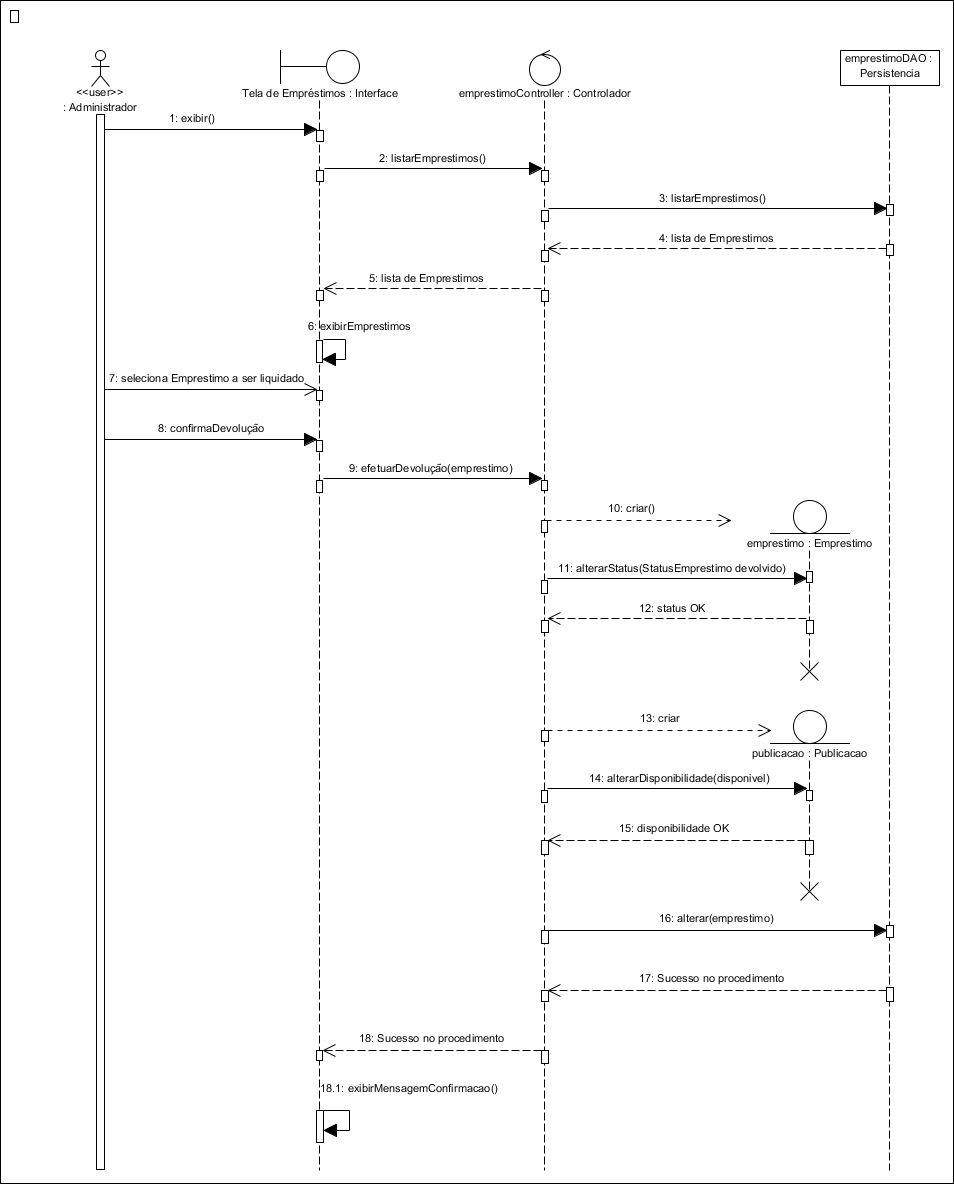 emprestimoDAO :
Persistencia
<<user>>
: Administrador
Tela de Empréstimos : Interface
emprestimoController : Controlador
1: exibir()
2: listarEmprestimos()
3: listarEmprestimos()
4: lista de Emprestimos
5: lista de Emprestimos
6: exibirEmprestimos
7: seleciona Emprestimo a ser liquidado
8: confirmaDevolução
9: efetuarDevolução(emprestimo)
10: criar()
emprestimo : Emprestimo
11: alterarStatus(StatusEmprestimo devolvido)
12: status OK
13: criar
publicacao : Publicacao
14: alterarDisponibilidade(disponivel)
15: disponibilidade OK
16: alterar(emprestimo)
17: Sucesso no procedimento
18: Sucesso no procedimento
18.1: exibirMensagemConfirmacao()